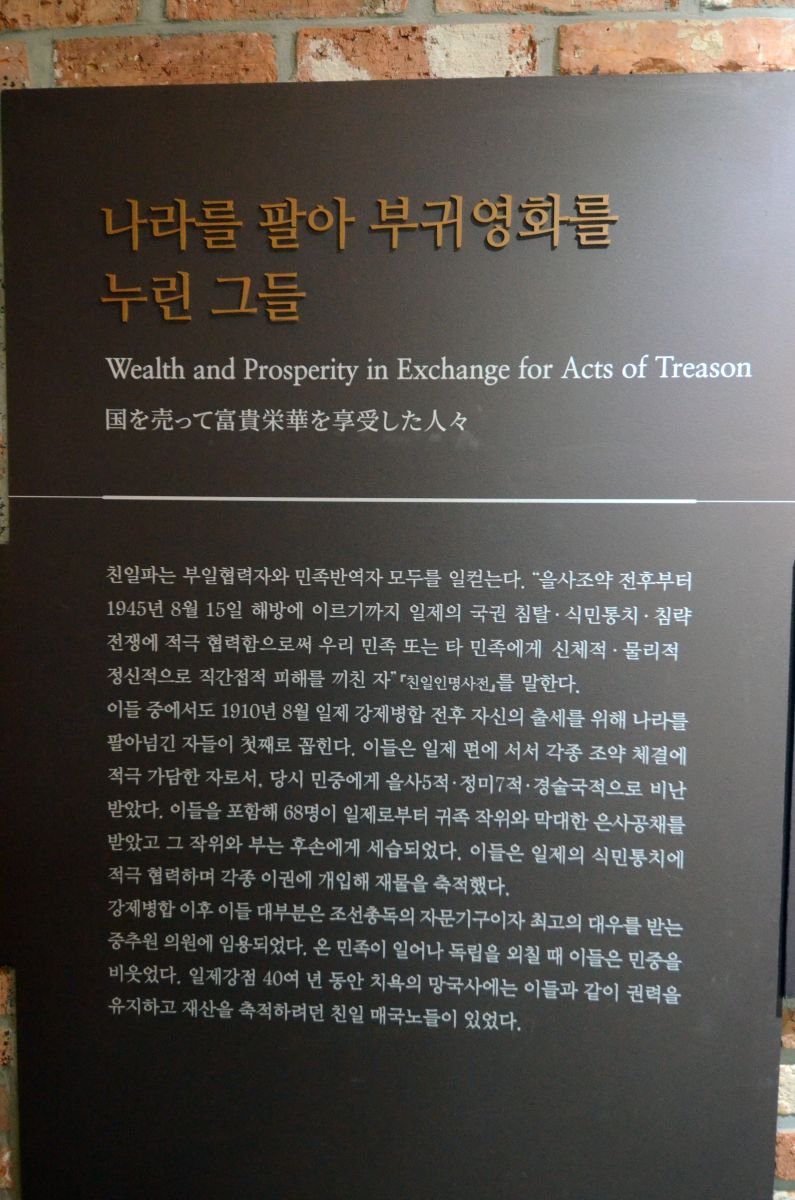 나라를 팔아 부귀영화를
누린 그들
Wealth and Prosperity in Exchange for Acts of Treason
国を売って富貴栄華を享受した人々
친일파는 부일협력자와 민족반역자 모두를 일컫는다. “을사조약 전후부터
1945년 8월 15일 해방에 이르기까지 일제의 국권 침탈·식민통치·침략
전쟁에 적극 협력함으로써 우리 민족 또는 타 민족에게 신체적·물리적
정신적으로 직간접적 피해를 끼친 자”『친일인명사전』를 말한다.
이들 중에서도 1910년 8월 일제 강제병합 전후 자신의 출세를 위해 나라를
팔아넘긴 자들이 첫째로 꼽힌다. 이들은 일제 편에 서서 각종 조약 체결에
적극 가담한 자로서, 당시 민중에게 을사5적·정미7적·경술국적으로 비난
받았다. 이들을 포함해 68명이 일제로부터 귀족 작위와 막대한 은사공채를
받았고 그 작위와 부는 후손에게 세습되었다. 이들은 일제의 식민통치에
적극 협력하며 각종 이권에 개입해 재물을 축적했다.
강제병합 이후 이들 대부분은 조선총독의 자문기구이자 최고의 대우를 받는
중추원 의원에 임용되었다. 온 민족이 일어나 독립을 외칠 때 이들은 민중을
비웃었다. 일제강점 40여 년 동안 치욕의 망국사에는 이들과 같이 권력을
유지하고 재산을 축적하려던 친일 매국노들이 있었다.